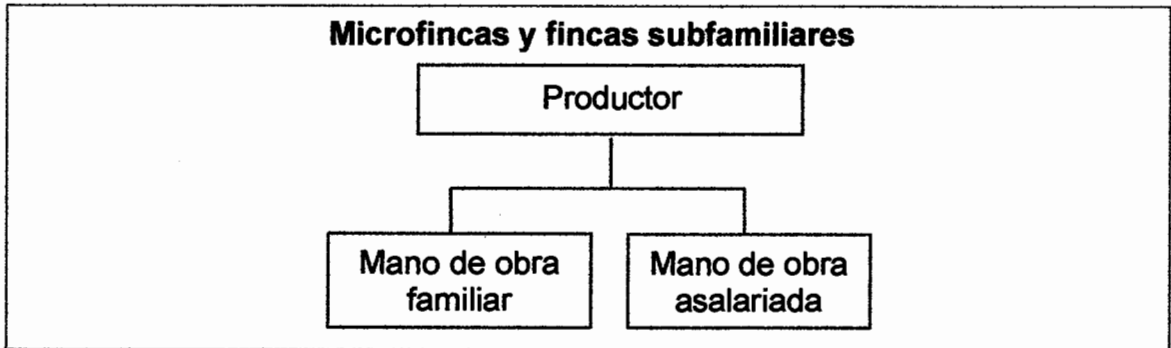 Microfincas y fincas subfamiliares
Productor
Mano de obra
familiar
Mano de obra
asalariada